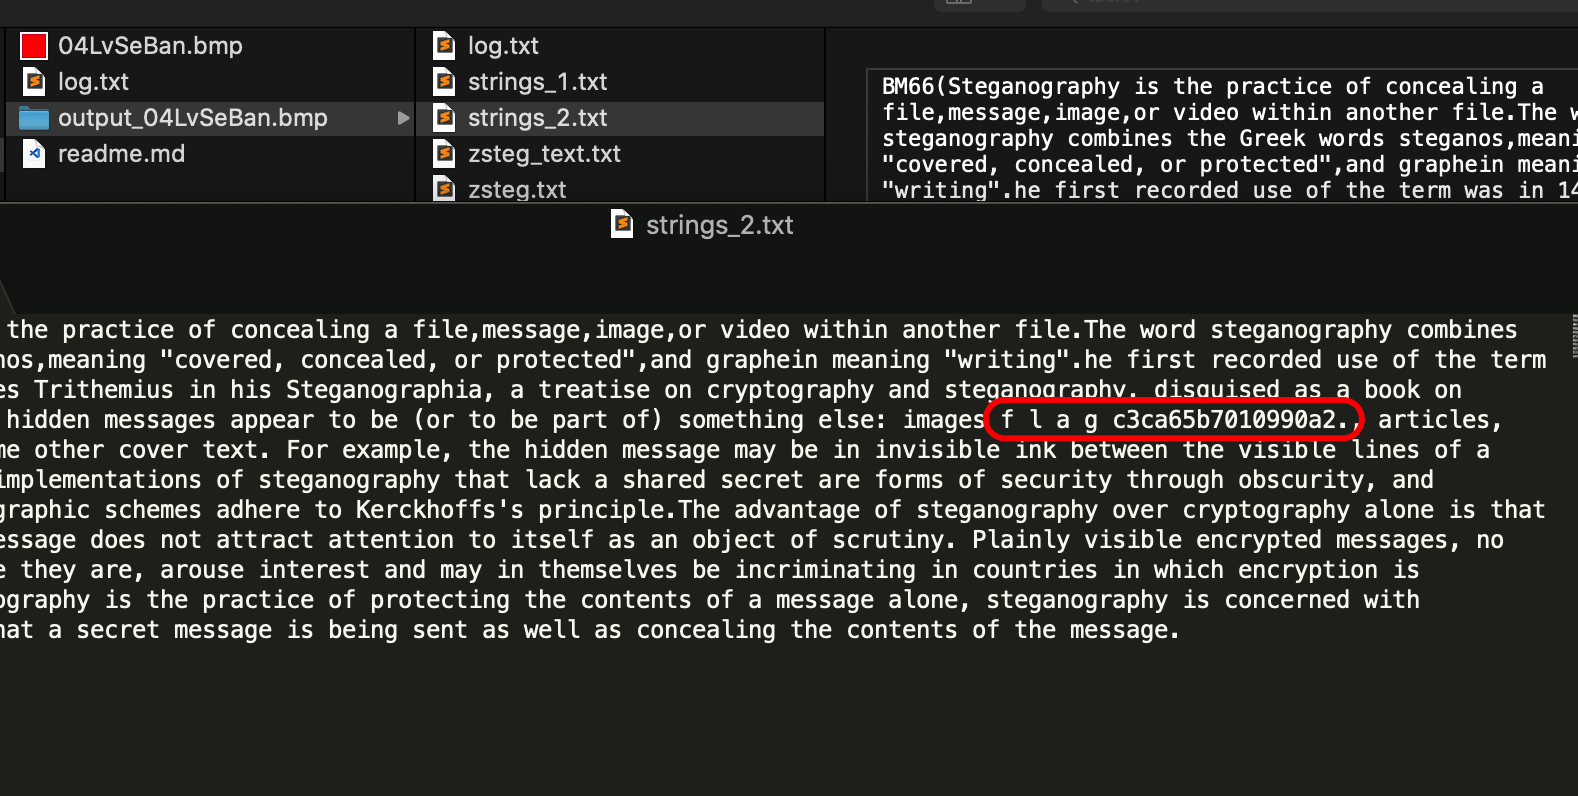 04LvSeBan.bmp
log.txt
output_04LvSeBan.bmp
readme.md
log.txt
strings_1.txt
strings_2.txt
zsteg_text.txt
zsteg.txt
BM66(Steganography is the practice of concealing a
file,message,image,or video within another file.The w
steganography combines the Greek words steganos,meani
"covered, concealed, or protected",and graphein meani
"writing".he first recorded use of the term was in 14
strings_2.txt
the practice of concealing a file,message,image,or video within another file.The word steganography combines
nos,meaning "covered, concealed, or protected",and graphein meaning "writing".he first recorded use of the term
es Trithemius in his Steganographia, a treatise on cryptography and steganography, disguised as a book on
hidden messages appear to be (or to be part of) something else: images f l a g c3ca65b7010990a2., articles,
me other cover text. For example, the hidden message may be in invisible ink between the visible lines of a
implementations of steganography that lack a shared secret are forms of security through obscurity, and
graphic schemes adhere to Kerckhoffs's principle.The advantage of steganography over cryptography alone is that
essage does not attract attention to itself as an object of scrutiny. Plainly visible encrypted messages, no
e they are, arouse interest and may in themselves be incriminating in countries in which encryption is
ography is the practice of protecting the contents of a message alone, steganography is concerned with
hat a secret message is being sent as well as concealing the contents of the message.